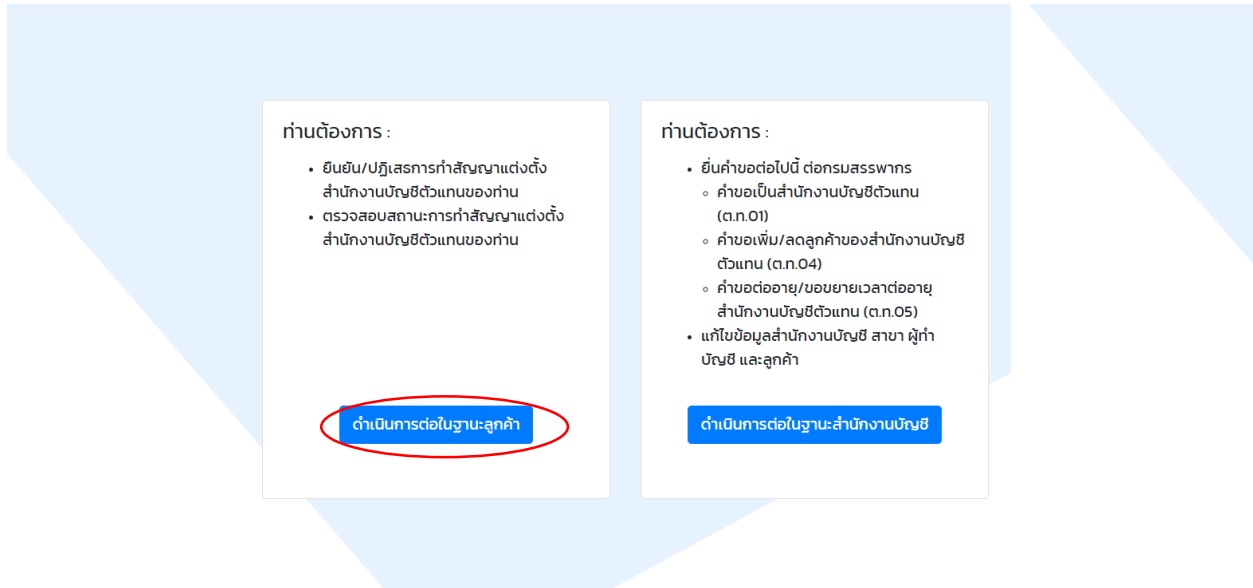 ท่านต้องการ :
• ยืนยัน/ปฏิเสธการทำสัญญาแต่งตั้ง
สำนักงานบัญชีตัวแทนของท่าน
• ตรวจสอบสถานะการทำสัญญาแต่งตั้ง
สำนักงานบัญชีตัวแทนของท่าน
ดำเนินการต่อในฐานะลูกค้า
ท่านต้องการ :
• ยื่นคำขอต่อไปนี้ ต่อกรมสรรพากร
◦ คำขอเป็นสำนักงานบัญชีตัวแทน
(ต.ท.01)
◦ คำขอเพิ่ม/ลดลูกค้าของสำนักงานบัญชี
ตัวแทน (ต.ท.04)
◦ คำขอต่ออายุ/ขอขยายเวลาต่ออายุ
สำนักงานบัญชีตัวแทน (ต.ท.05)
• แก้ไขข้อมูลสำนักงานบัญชี สาขา ผู้ทำ
บัญชี และลูกค้า
ดำเนินการต่อในฐานะสำนักงานบัญชี